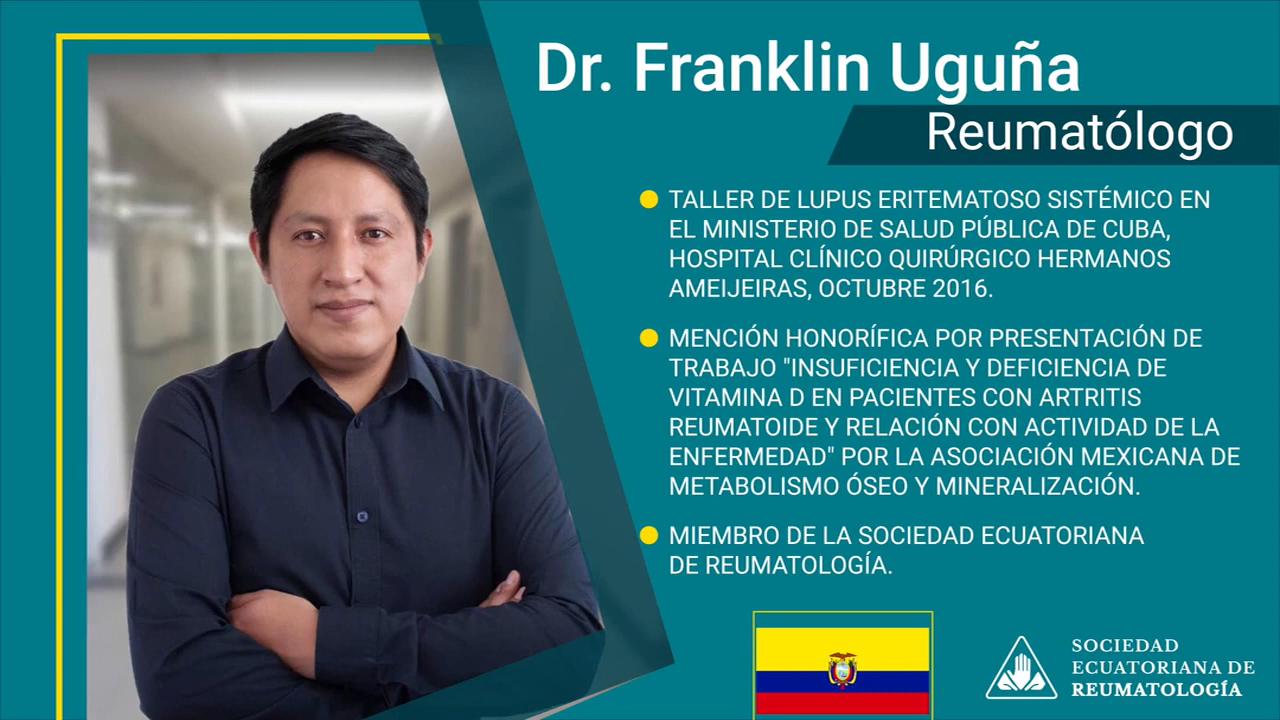 Dr. Franklin Uguña
Reumatólogo
TALLER DE LUPUS ERITEMATOSO SISTÉMICO EN
EL MINISTERIO DE SALUD PÚBLICA DE CUBA,
HOSPITAL CLÍNICO QUIRÚRGICO HERMANOS
AMEIJEIRAS, OCTUBRE 2016.
MENCIÓN HONORÍFICA POR PRESENTACIÓN DE
TRABAJO "INSUFICIENCIA Y DEFICIENCIA DE
VITAMINA D EN PACIENTES CON ARTRITIS
REUMATOIDE Y RELACIÓN CON ACTIVIDAD DE LA
ENFERMEDAD" POR LA ASOCIACIÓN MEXICANA DE
METABOLISMO ÓSEO Y MINERALIZACIÓN.
MIEMBRO DE LA SOCIEDAD ECUATORIANA
DE REUMATOLOGÍA.
SOCIEDAD
ECUATORIANA DE
REUMATOLOGÍA